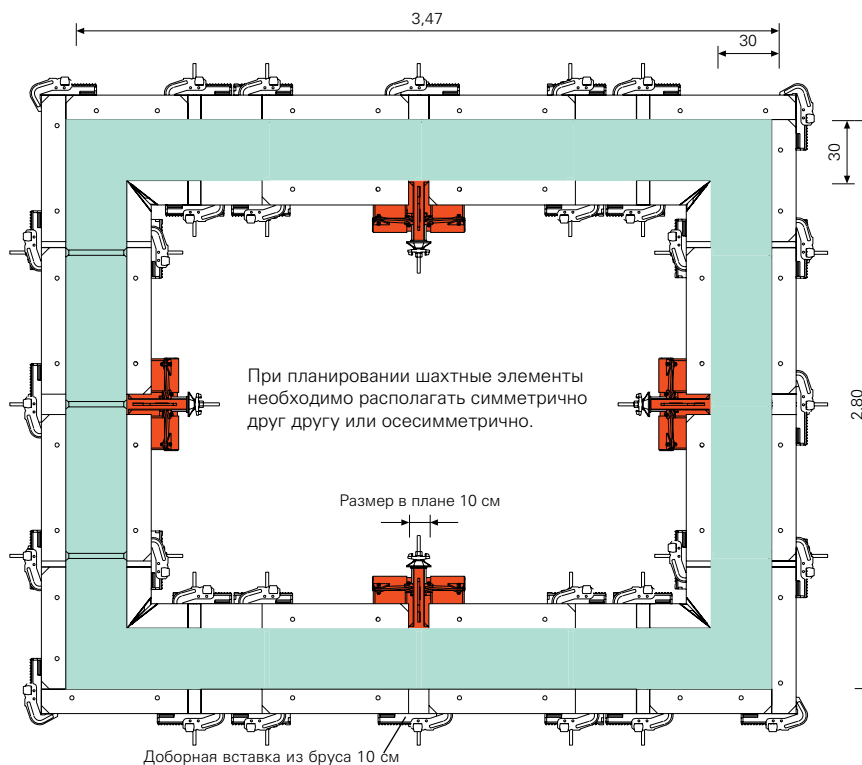 3,47
30
30
При планировании шахтные элементы
необходимо располагать симметрично
друг другу или осесимметрично.
2,80
Размер в плане 10 см
Доборная вставка из бруса 10 см